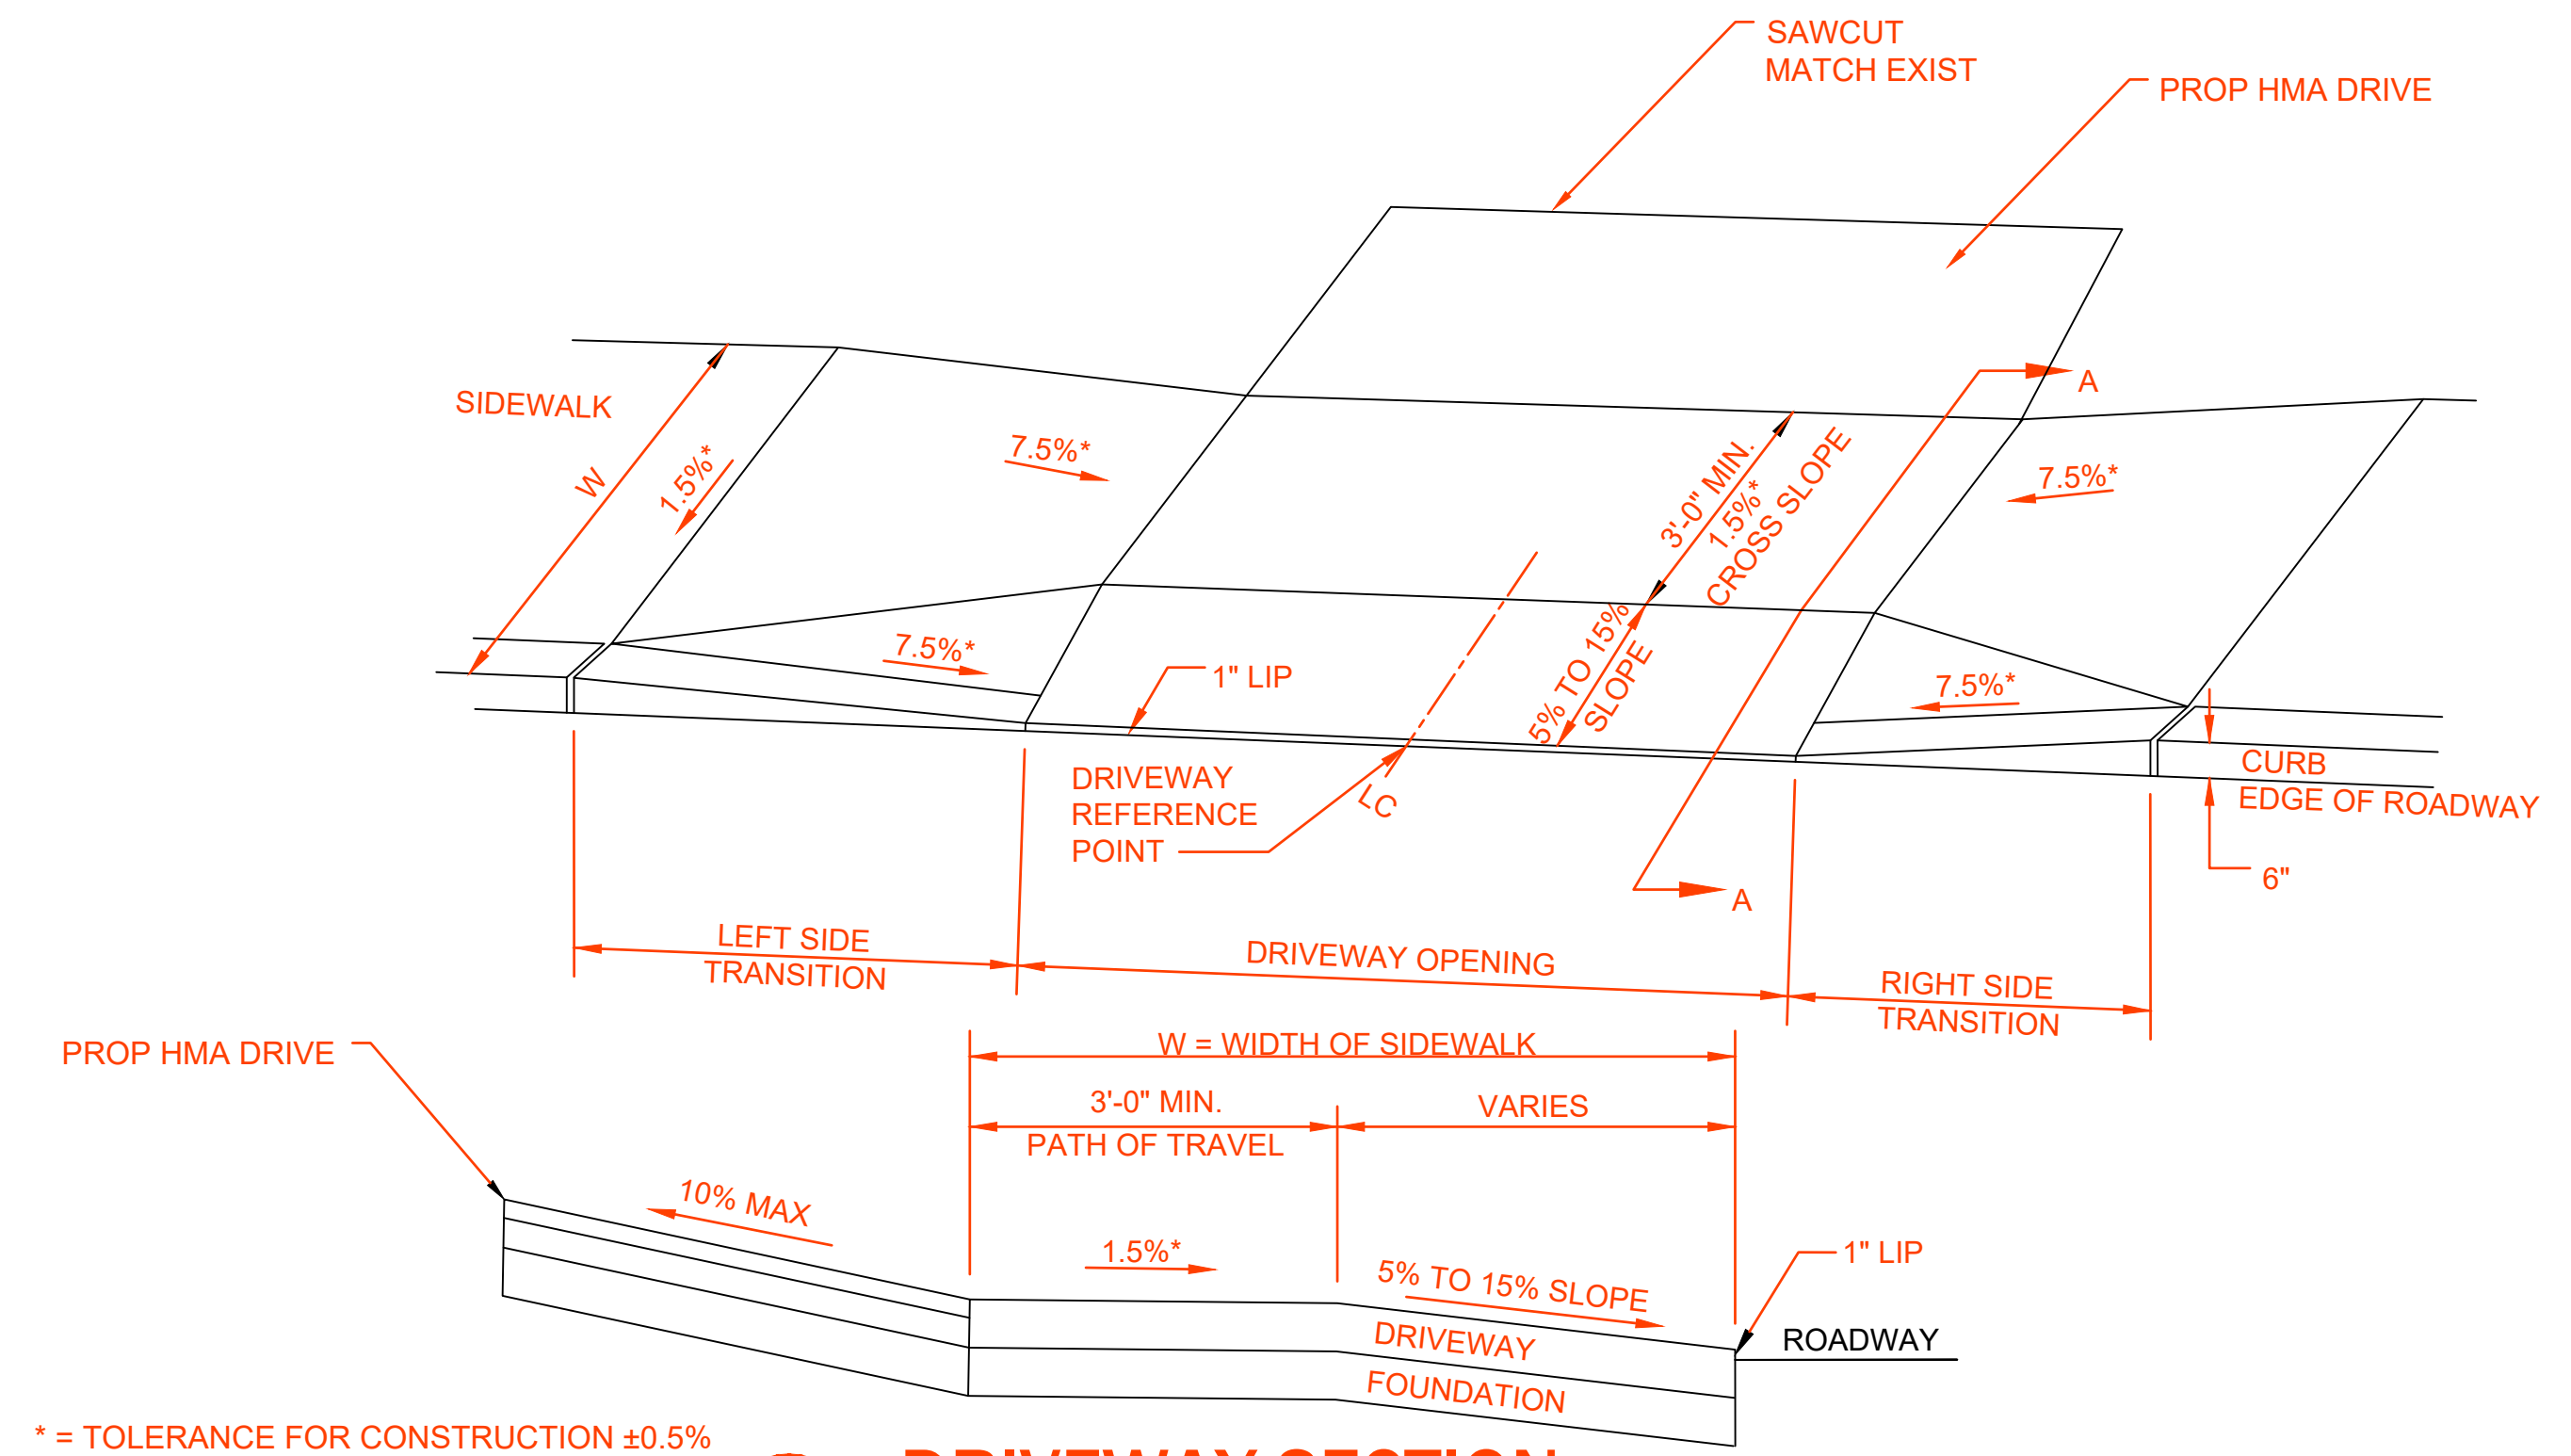 SAWCUT
MATCH EXIST
PROP HMA DRIVE
SIDEWALK
W
1.5%*
7.5%*
3'-0" MIN.
1.5%*
CROSS SLOPE
A
7.5%*
7.5%*
1" LIP
5% TO 15%
SLOPE
7.5%*
DRIVEWAY
REFERENCE
POINT
LC
CURB
EDGE OF ROADWAY
6"
A
LEFT SIDE
TRANSITION
DRIVEWAY OPENING
RIGHT SIDE
TRANSITION
PROP HMA DRIVE
W = WIDTH OF SIDEWALK
3'-0" MIN.
PATH OF TRAVEL
VARIES
10% MAX
1.5%*
5% TO 15% SLOPE
1" LIP
DRIVEWAY
ROADWAY
FOUNDATION
* = TOLERANCE FOR CONSTRUCTION ±0.5%
DRIVEWAY SECTION